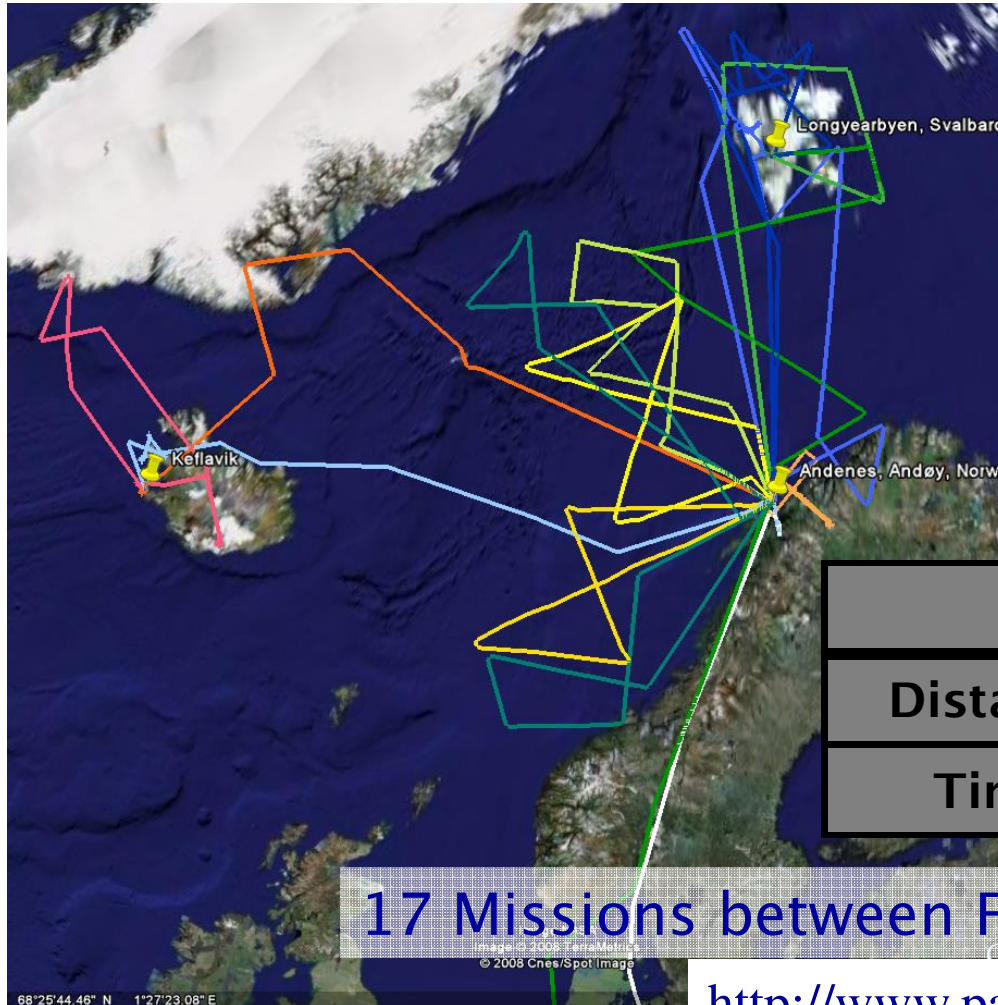 Longyearbyen, Svalbard
Keflavik
Andenes, Andøy, Norw
Dista
Tir
17 Missions between F
Image © 2008 TerraMetrics
© 2008 Cnes/Spot Image
68°25'44.46" N 1°27'23.08" E
http://www.pa